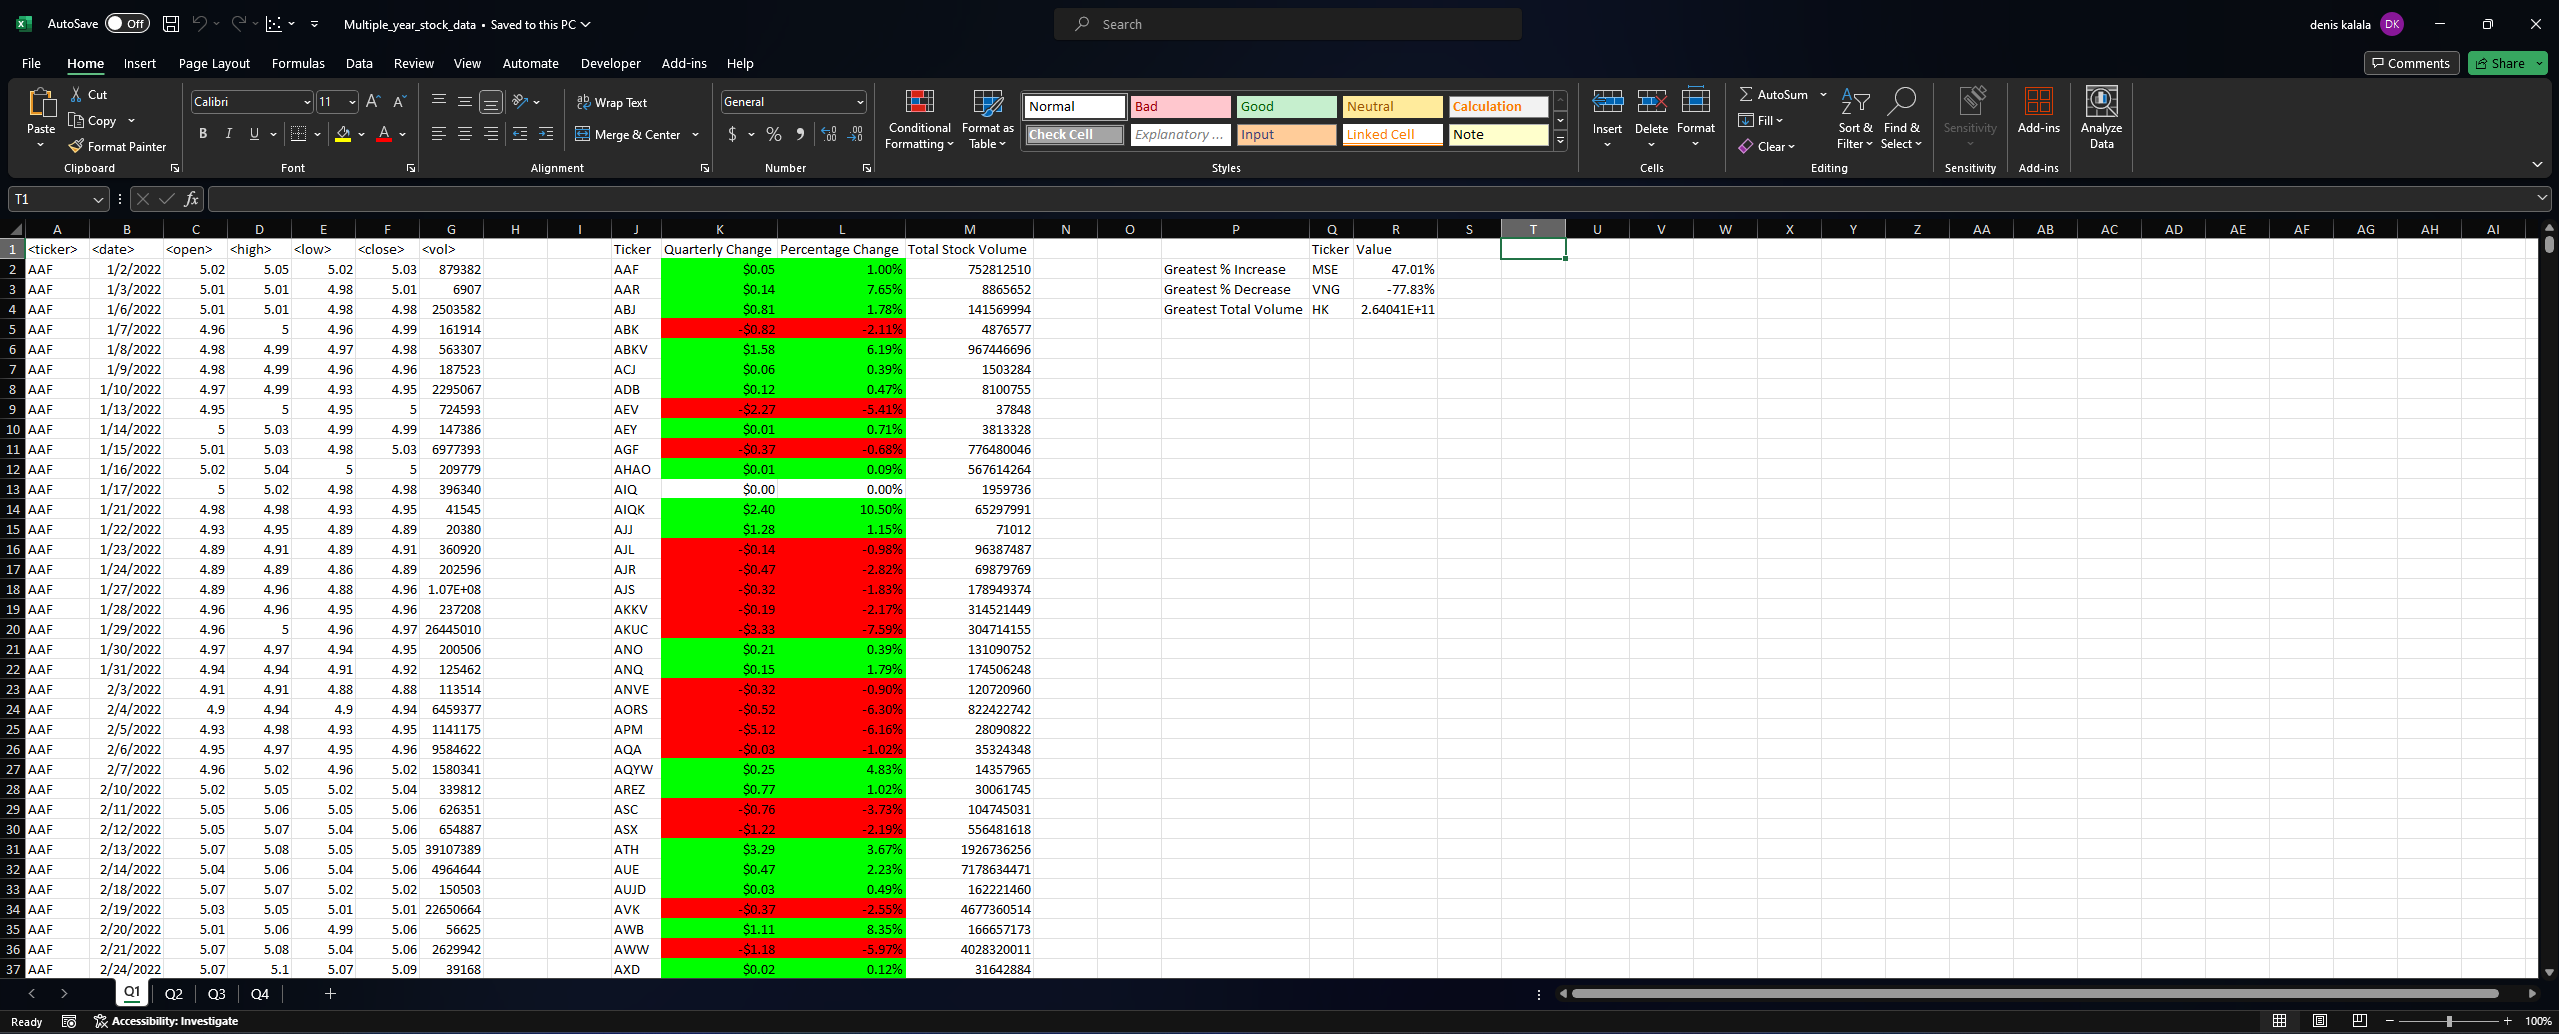 AutoSave Off Multiple_year_stock_data • Saved to this PC Search denis kalala DK
File Home Insert Page Layout Formulas Data Review View Automate Developer Add-ins Help Comments Share
Paste Cut Copy Format Painter Clipboard
Calibri 11 B I U A A A Font
Wrap Text Merge & Center Alignment
General $ % Number
Conditional Formatting Format as Table
Normal Bad Good Neutral Calculation
Check Cell Explanatory ... Input Linked Cell Note
Styles
Insert Delete Format Cells
AutoSum Fill Clear Sort & Filter Find & Select Editing
Sensitivity Sensitivity Add-ins Add-ins Analyze Data
T1 fx
A B C D E F G H I J K L M N O P Q R S T U V W X Y Z AA AB AC AD AE AF AG AH AI
1 <ticker> <date> <open> <high> <low> <close> <vol> Ticker Quarterly Change Percentage Change Total Stock Volume Ticker Value
2 AAF 1/2/2022 5.02 5.05 5.02 5.03 879382 AAF $0.05 1.00% 752812510 Greatest % Increase MSE 47.01%
3 AAF 1/3/2022 5.01 5.01 4.98 5.01 6907 AAR $0.14 7.65% 8865652 Greatest % Decrease VNG -77.83%
4 AAF 1/6/2022 5.01 5.01 4.98 4.98 2503582 ABJ $0.81 1.78% 141569994 Greatest Total Volume HK 2.64041E+11
5 AAF 1/7/2022 4.96 5 4.96 4.99 161914 ABK -$0.82 -2.11% 4876577
6 AAF 1/8/2022 4.98 4.99 4.97 4.98 563307 ABKV $1.58 6.19% 967446696
7 AAF 1/9/2022 4.98 4.99 4.96 4.96 187523 ACJ $0.06 0.39% 1503284
8 AAF 1/10/2022 4.97 4.99 4.93 4.95 2295067 ADB $0.12 0.47% 8100755
9 AAF 1/13/2022 4.95 5 4.95 5 724593 AEV -$2.27 -5.41% 37848
10 AAF 1/14/2022 5 5.03 4.99 4.99 147386 AEY $0.01 0.71% 3813328
11 AAF 1/15/2022 5.01 5.03 4.98 5.03 6977393 AGF -$0.37 -0.68% 776480046
12 AAF 1/16/2022 5.02 5.04 5 5 209779 AHAO $0.01 0.09% 567614264
13 AAF 1/17/2022 5 5.02 4.98 4.98 396340 AIQ $0.00 0.00% 1959736
14 AAF 1/21/2022 4.98 4.98 4.93 4.95 41545 AIQK $2.40 10.50% 65297991
15 AAF 1/22/2022 4.93 4.95 4.89 4.89 20380 AJJ $1.28 1.15% 71012
16 AAF 1/23/2022 4.89 4.91 4.89 4.91 360920 AJL -$0.14 -0.98% 96387487
17 AAF 1/24/2022 4.89 4.89 4.86 4.89 202596 AJR -$0.47 -2.82% 69879769
18 AAF 1/27/2022 4.89 4.96 4.88 4.96 1.07E+08 AJS -$0.32 -1.83% 178949374
19 AAF 1/28/2022 4.96 4.96 4.95 4.96 237208 AKKV -$0.19 -2.17% 314521449
20 AAF 1/29/2022 4.96 5 4.96 4.97 26445010 AKUC -$3.33 -7.59% 304714155
21 AAF 1/30/2022 4.97 4.97 4.94 4.95 200506 ANO $0.21 0.39% 131090752
22 AAF 1/31/2022 4.94 4.94 4.91 4.92 125462 ANQ $0.15 1.79% 174506248
23 AAF 2/3/2022 4.91 4.91 4.88 4.88 113514 ANVE -$0.32 -0.90% 120720960
24 AAF 2/4/2022 4.9 4.94 4.9 4.94 6459377 AORS -$0.52 -6.30% 822422742
25 AAF 2/5/2022 4.93 4.98 4.93 4.95 1141175 APM -$5.12 -6.16% 28090822
26 AAF 2/6/2022 4.95 4.97 4.95 4.96 9584622 AQA -$0.03 -1.02% 35324348
27 AAF 2/7/2022 4.96 5.02 4.96 5.02 1580341 AQYW $0.25 4.83% 14357965
28 AAF 2/10/2022 5.02 5.05 5.02 5.04 339812 AREZ $0.77 1.02% 30061745
29 AAF 2/11/2022 5.05 5.06 5.05 5.06 626351 ASC -$0.76 -3.73% 104745031
30 AAF 2/12/2022 5.05 5.07 5.04 5.06 654887 ASX -$1.22 -2.19% 556481618
31 AAF 2/13/2022 5.07 5.08 5.05 5.05 39107389 ATH $3.29 3.67% 1926736256
32 AAF 2/14/2022 5.04 5.06 5.04 5.06 4964644 AUE $0.47 2.23% 7178634471
33 AAF 2/18/2022 5.07 5.07 5.02 5.02 150503 AUJD $0.03 0.49% 162221460
34 AAF 2/19/2022 5.03 5.05 5.01 5.01 22650664 AVK -$0.37 -2.55% 4677360514
35 AAF 2/20/2022 5.01 5.06 4.99 5.06 56625 AWB $1.11 8.35% 166657173
36 AAF 2/21/2022 5.07 5.08 5.04 5.06 2629942 AWW -$1.18 -5.97% 4028320011
37 AAF 2/24/2022 5.07 5.1 5.07 5.09 39168 AXD $0.02 0.12% 31642884
Q1 Q2 Q3 Q4
Ready Accessibility: Investigate 100%